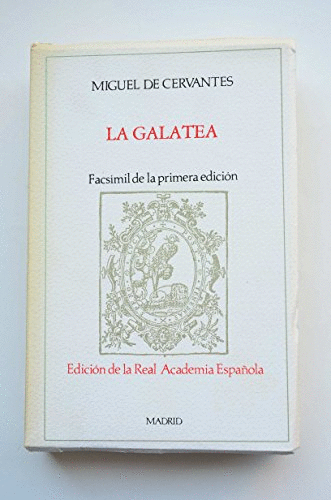 MIGUEL DE CERVANTES
LA GALATEA
Facsímil de la primera edición
Edición de la Real Academia Española
MADRID